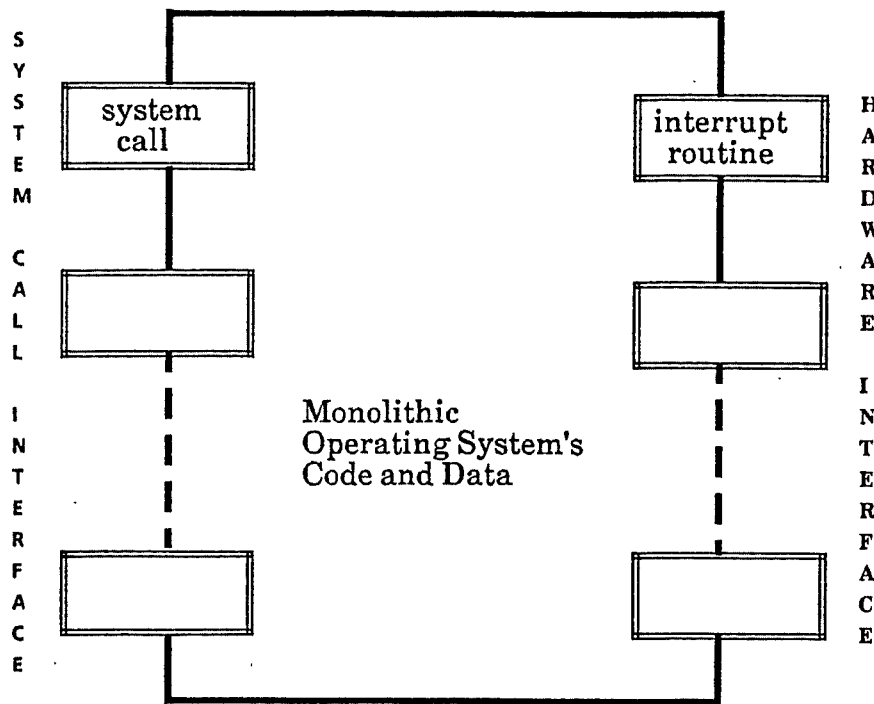 SYSTEM CALL INTERFACE
system
call
interrupt
routine
Monolithic
Operating System's
Code and Data
HARDWARE INTERFACE